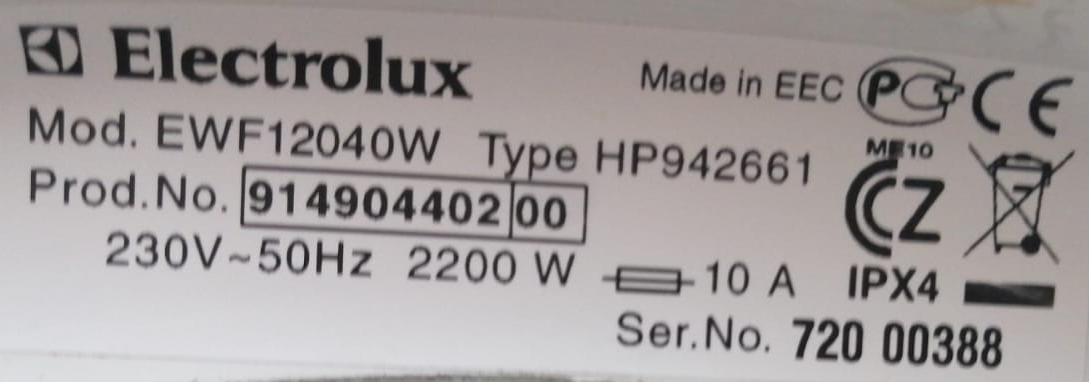 Electrolux Made in EEC
Mod. EWF12040W Type HP942661 ME10
Prod.No. 914904402 00
230V~50Hz 2200 W 10 A IPX4
Ser.No. 720 00388